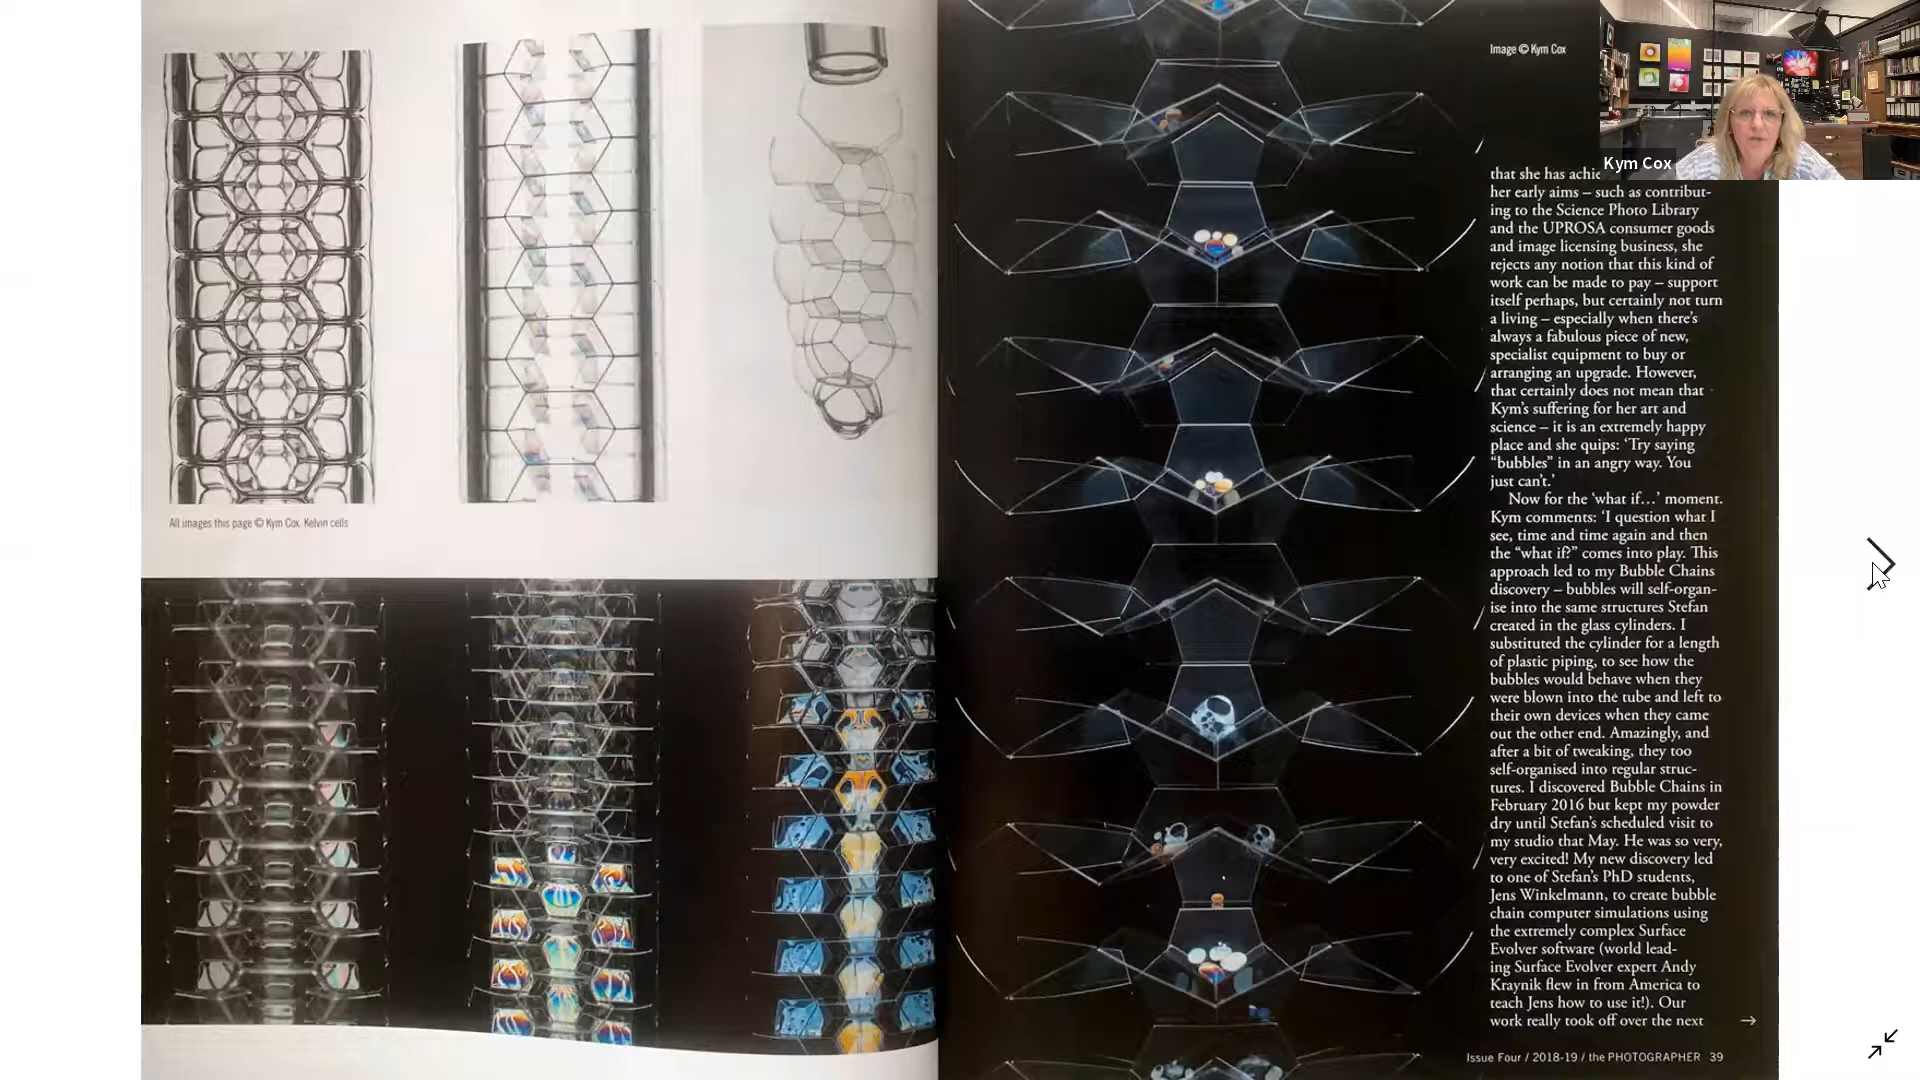 All images this page © Kym Cox. Kelvin cells
Image © Kym Cox
Kym Cox
that she has achie
her early aims – such as contribut-
ing to the Science Photo Library
and the UPROSA consumer goods
and image licensing business, she
rejects any notion that this kind of
work can be made to pay – support
itself perhaps, but certainly not turn
a living – especially when there's
always a fabulous piece of new,
specialist equipment to buy or
arranging an upgrade. However,
that certainly does not mean that
Kym's suffering for her art and
science – it is an extremely happy
place and she quips: ‘Try saying
“bubbles” in an angry way. You
just can't.’
Now for the ‘what if…’ moment.
Kym comments: ‘I question what I
see, time and time again and then
the “what if?” comes into play. This
approach led to my Bubble Chains
discovery – bubbles will self-organ-
ise into the same structures Stefan
created in the glass cylinders. I
substituted the cylinder for a length
of plastic piping, to see how the
bubbles would behave when they
were blown into the tube and left to
their own devices when they came
out the other end. Amazingly, and
after a bit of tweaking, they too
self-organised into regular struc-
tures. I discovered Bubble Chains in
February 2016 but kept my powder
dry until Stefan's scheduled visit to
my studio that May. He was so very,
very excited! My new discovery led
to one of Stefan's PhD students,
Jens Winkelmann, to create bubble
chain computer simulations using
the extremely complex Surface
Evolver software (world lead-
ing Surface Evolver expert Andy
Kraynik flew in from America to
teach Jens how to use it!). Our
work really took off over the next →
Issue Four / 2018-19 / the PHOTOGRAPHER 39